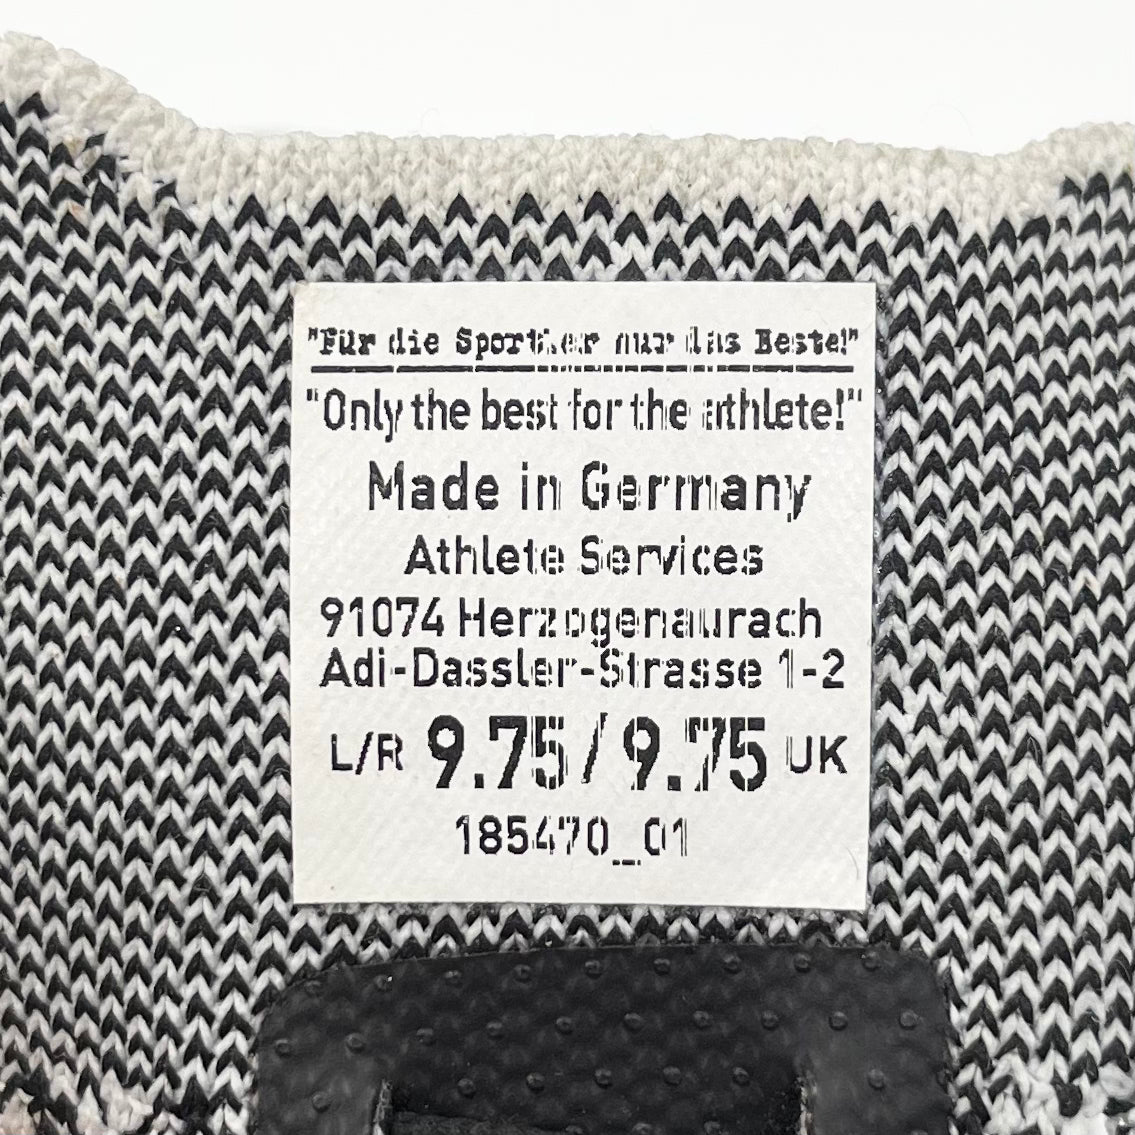 "Für die Sportler nur das Beste!"
"Only the best for the athlete!"
Made in Germany
Athlete Services
91074 Herzogenaurach
Adi-Dassler-Strasse 1-2
L/R 9.75 / 9.75 UK
185470_01